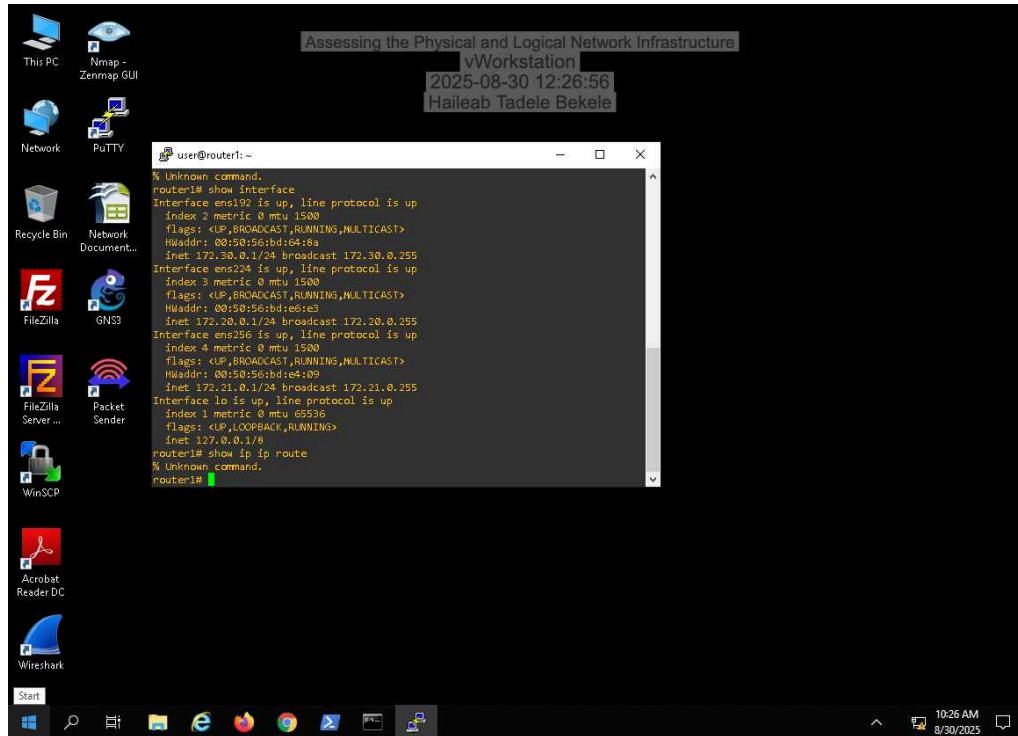 Assessing the Physical and Logical Network Infrastructure
vWorkstation
2025-08-30 12:26:56
Haileab Tadele Bekele
This PC
Nmap -
Zenmap GUI
Network
PuTTY
Recycle Bin
Network
Document...
FileZilla
GNS3
FileZilla
Server ...
Packet
Sender
WinSCP
Acrobat
Reader DC
Wireshark
user@router1: ~
% Unknown command.
router1# show interface
Interface ens192 is up, line protocol is up
index 2 metric 0 mtu 1500
flags: <UP,BROADCAST,RUNNING,MULTICAST>
HWaddr: 00:50:56:bd:64:8a
inet 172.30.0.1/24 broadcast 172.30.0.255
Interface ens224 is up, line protocol is up
index 3 metric 0 mtu 1500
flags: <UP,BROADCAST,RUNNING,MULTICAST>
HWaddr: 00:50:56:bd:e6:e3
inet 172.20.0.1/24 broadcast 172.20.0.255
Interface ens256 is up, line protocol is up
index 4 metric 0 mtu 1500
flags: <UP,BROADCAST,RUNNING,MULTICAST>
HWaddr: 00:50:56:bd:e4:09
inet 172.21.0.1/24 broadcast 172.21.0.255
Interface lo is up, line protocol is up
index 1 metric 0 mtu 65536
flags: <UP,LOOPBACK,RUNNING>
inet 127.0.0.1/8
router1# show ip ip route
% Unknown command.
router1#
Start
10:26 AM
8/30/2025